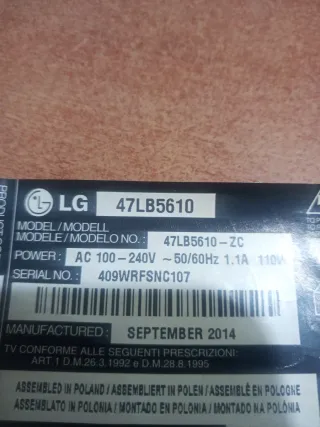 LG 47LB5610
MODEL / MODELL
MODELE / MODELO NO.: 47LB5610-ZC
POWER: AC 100-240V ~50/60Hz 1.1A 110W
SERIAL NO.: 409WRFSNC107
MANUFACTURED: SEPTEMBER 2014
TV CONFORME ALLE SEGUENTI PRESCRIZIONI:
ART.1 D.M.26.3.1992 e D.M.28.8.1995
ASSEMBLED IN POLAND / ASSEMBLIERT IN POLEN / ASSEMBLÉ EN POLOGNE
ASSEMBLATO IN POLONIA / MONTADO EN POLONIA / MONTADO NA POLÓNIA